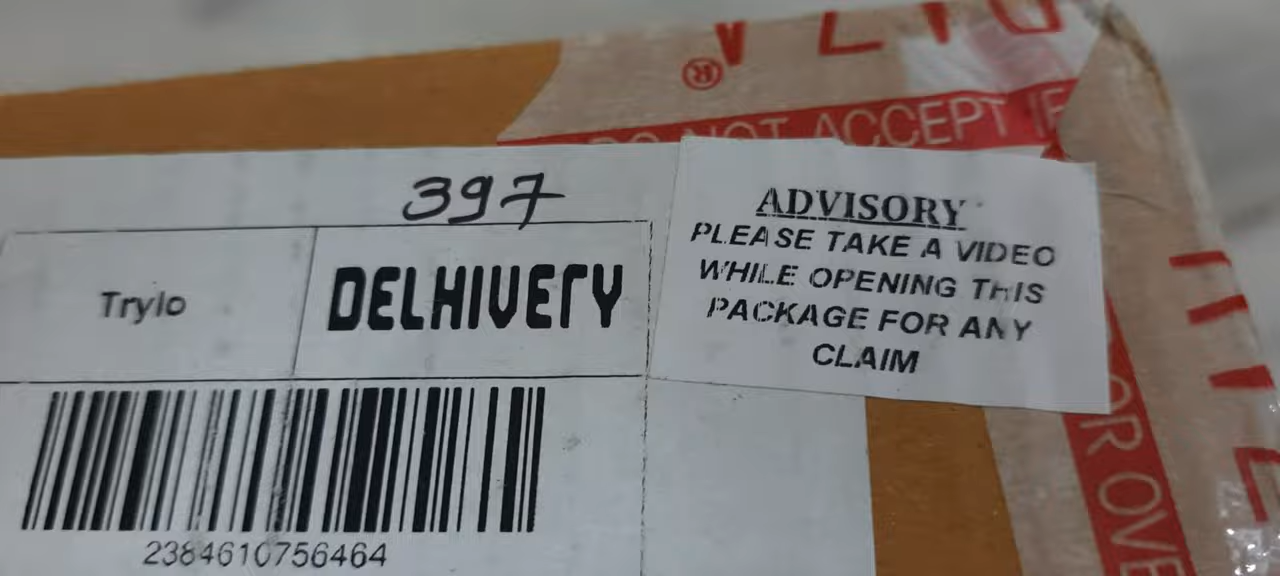 ®
DO NOT ACCEPT IF
397
ADVISORY
PLEASE TAKE A VIDEO
WHILE OPENING THIS
PACKAGE FOR ANY
CLAIM
Trylo
DELHIVERY
2384610756464
OR OVE